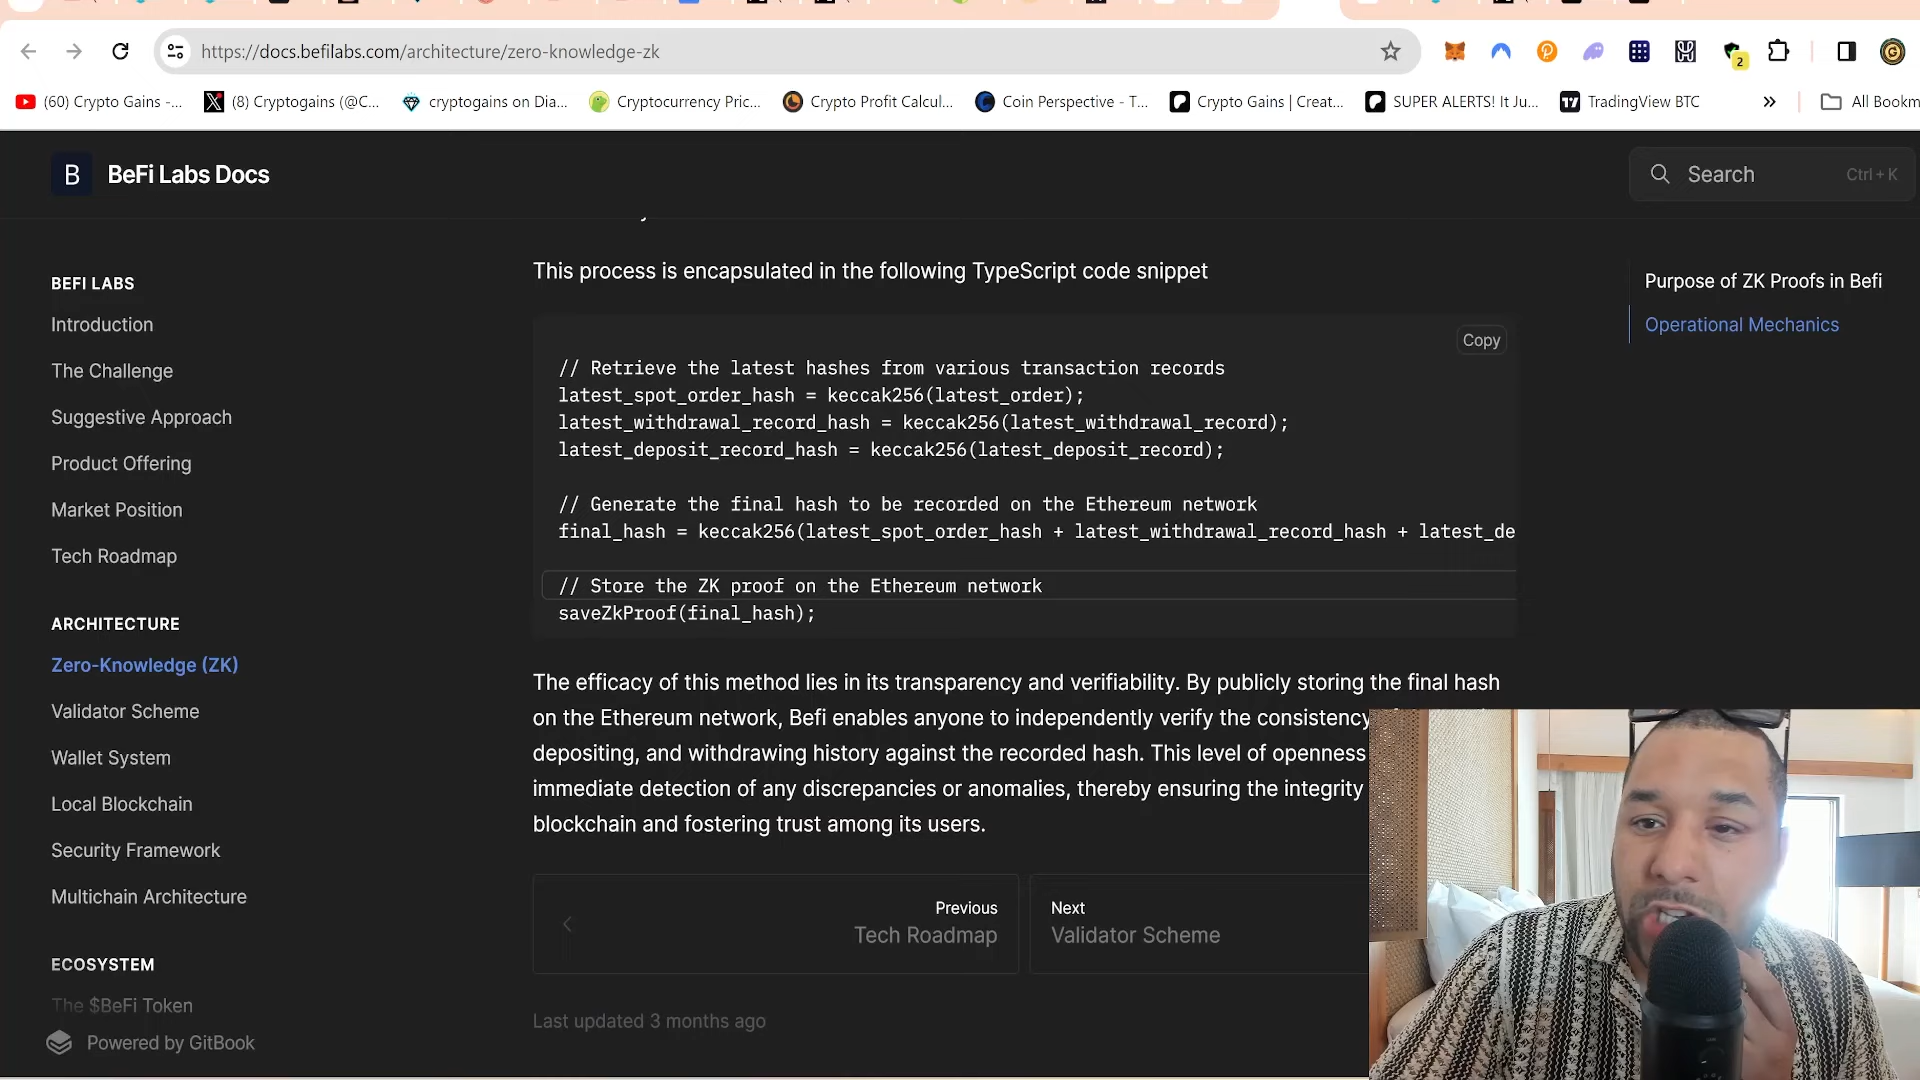 https://docs.befilabs.com/architecture/zero-knowledge-zk
2
G
(60) Crypto Gains -...
(8) Cryptogains (@C...
cryptogains on Dia...
Cryptocurrency Pric...
Crypto Profit Calcul...
Coin Perspective - T...
Crypto Gains | Creat...
SUPER ALERTS! It Ju...
TradingView BTC
All Bookm
B
BeFi Labs Docs
Search
Ctrl + K
BEFI LABS
Introduction
The Challenge
Suggestive Approach
Product Offering
Market Position
Tech Roadmap
ARCHITECTURE
Zero-Knowledge (ZK)
Validator Scheme
Wallet System
Local Blockchain
Security Framework
Multichain Architecture
ECOSYSTEM
The $BeFi Token
Powered by GitBook
This process is encapsulated in the following TypeScript code snippet
Copy
// Retrieve the latest hashes from various transaction records
latest_spot_order_hash = keccak256(latest_order);
latest_withdrawal_record_hash = keccak256(latest_withdrawal_record);
latest_deposit_record_hash = keccak256(latest_deposit_record);
// Generate the final hash to be recorded on the Ethereum network
final_hash = keccak256(latest_spot_order_hash + latest_withdrawal_record_hash + latest_de
// Store the ZK proof on the Ethereum network
saveZkProof(final_hash);
The efficacy of this method lies in its transparency and verifiability. By publicly storing the final hash
on the Ethereum network, Befi enables anyone to independently verify the consistency
depositing, and withdrawing history against the recorded hash. This level of openness
immediate detection of any discrepancies or anomalies, thereby ensuring the integrity
blockchain and fostering trust among its users.
Previous
Tech Roadmap
Next
Validator Scheme
Last updated 3 months ago
Purpose of ZK Proofs in Befi
Operational Mechanics